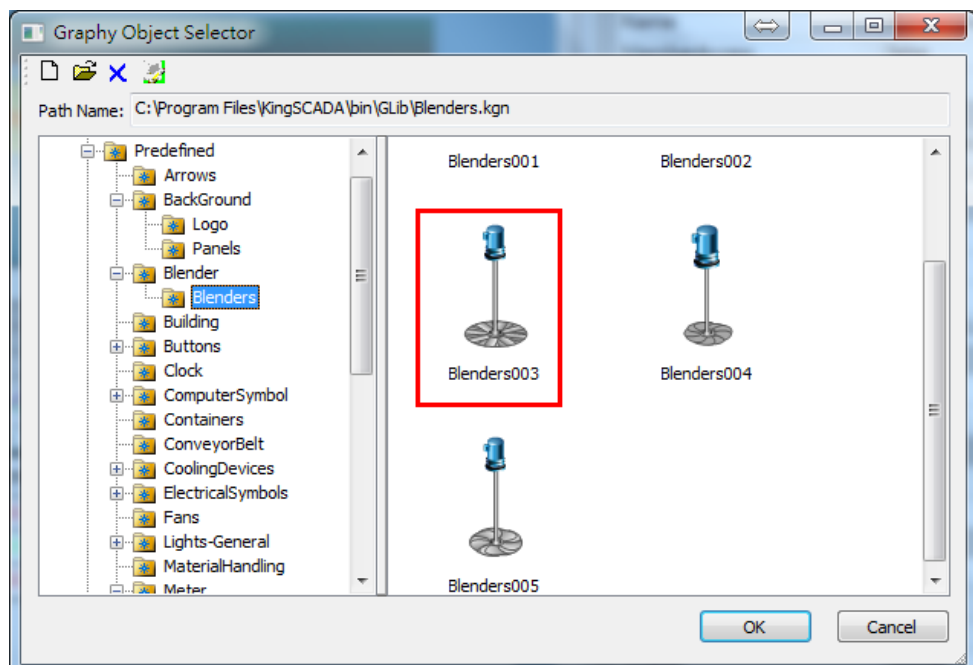 Graphy Object Selector
Path Name: C:\Program Files\KingSCADA\bin\GLib\Blenders.kgn
Predefined
Arrows
BackGround
Logo
Panels
Blender
Blenders
Building
Buttons
Clock
ComputerSymbol
Containers
ConveyorBelt
CoolingDevices
ElectricalSymbols
Fans
Lights-General
MaterialHandling
Meter
Blenders001 Blenders002
Blenders003 Blenders004
Blenders005
OK Cancel